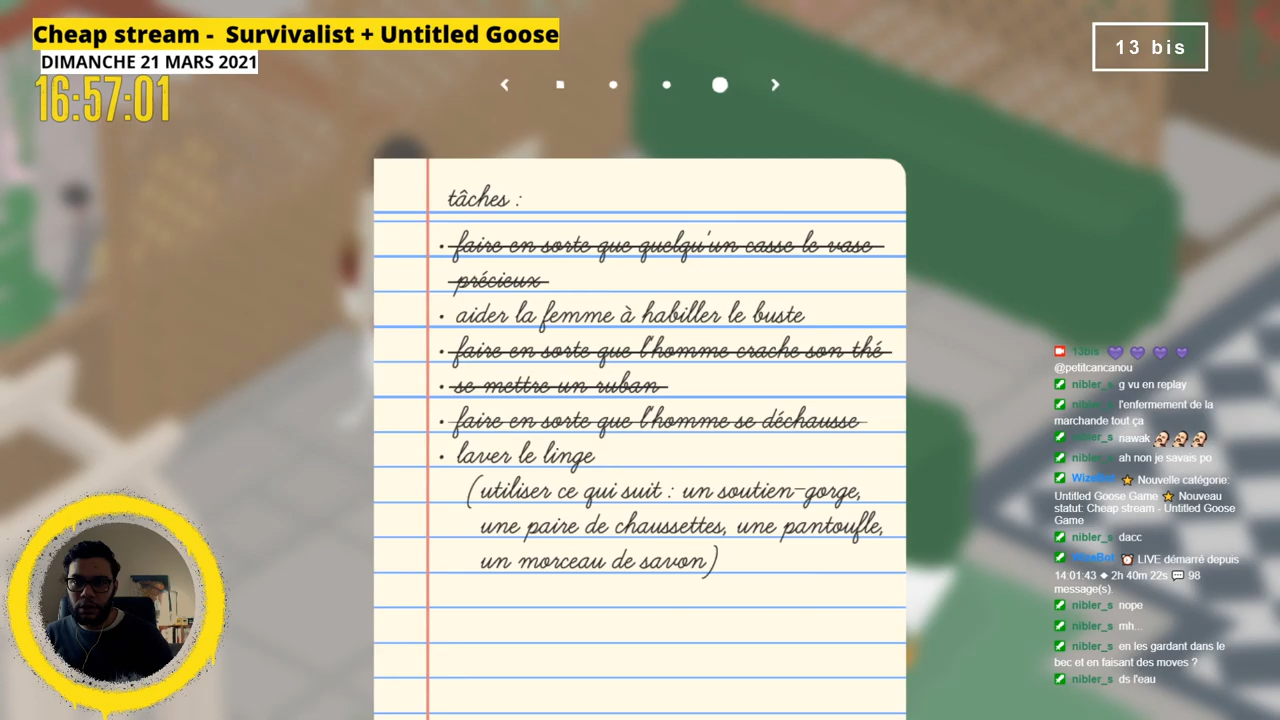 Cheap stream - Survivalist + Untitled Goose
DIMANCHE 21 MARS 2021
16:57:01
13 bis
tâches :
• faire en sorte que quelqu'un casse le vase
précieux
• aider la femme à habiller le buste
• faire en sorte que l'homme crache son thé
• se mettre un ruban
• faire en sorte que l'homme se déchausse
• laver le linge
(utiliser ce qui suit : un soutien-gorge,
une paire de chaussettes, une pantoufle,
un morceau de savon)
13bis
@petitcancanou
nibler_s g vu en replay
nibler_s l'enfermement de la
marchande tout ça
nibler_s nawak
nibler_s ah non je savais po
WizeBot Nouvelle catégorie:
Untitled Goose Game Nouveau
statut: Cheap stream - Untitled Goose
Game
nibler_s dacc
WizeBot LIVE démarré depuis
14:01:43 ◆ 2h 40m 22s 98
message(s).
nibler_s nope
nibler_s mh...
nibler_s en les gardant dans le
bec et en faisant des moves ?
nibler_s ds l'eau